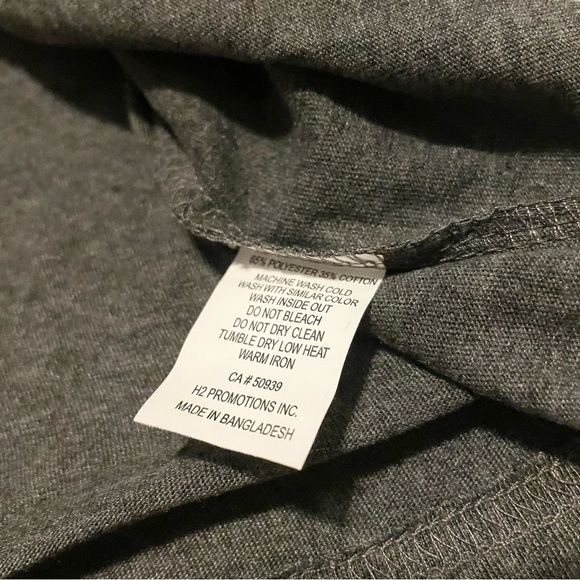 65% POLYESTER 35% COTTON
MACHINE WASH COLD
WASH WITH SIMILAR COLOR
WASH INSIDE OUT
DO NOT BLEACH
DO NOT DRY CLEAN
TUMBLE DRY LOW HEAT
WARM IRON
CA # 50939
H2 PROMOTIONS INC.
MADE IN BANGLADESH